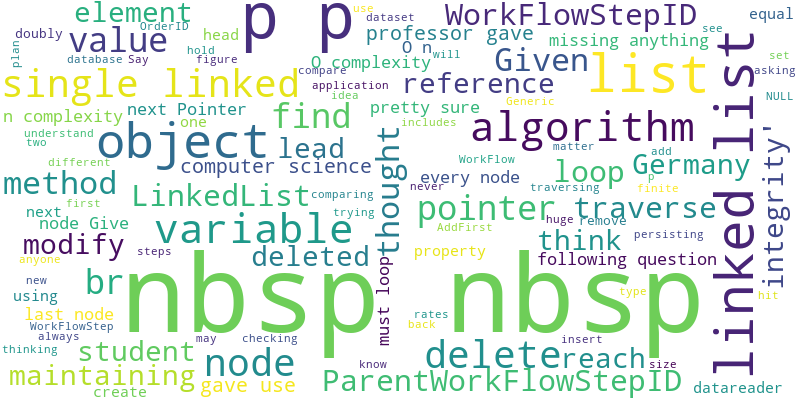 element OrderID p p use WorkFlowStepID equal
doubly value head dataset professor gave missing anything see
plan database Say hold figure O n will Given list set
single linked compare O complexity asking
application reference NULL
n complexity next Pointer find idea Generic
understand one pretty sure includes algorithm linked list
two object lead thought matter add
different computer science every node WorkFlow loop Germany integrity'
method LinkedList comparing never traversing p finite
first pointer traverse
next node Give variable trying AddFirst huge remove
modify steps deleted think persisting
anyone br nbsp must loop property nbsp following question
new using type hit
last node rates back
WorkFlowStep always may checking insert
thinking student node know delete reach size
maintaining gave use ParentWorkFlowStepID datareader
create